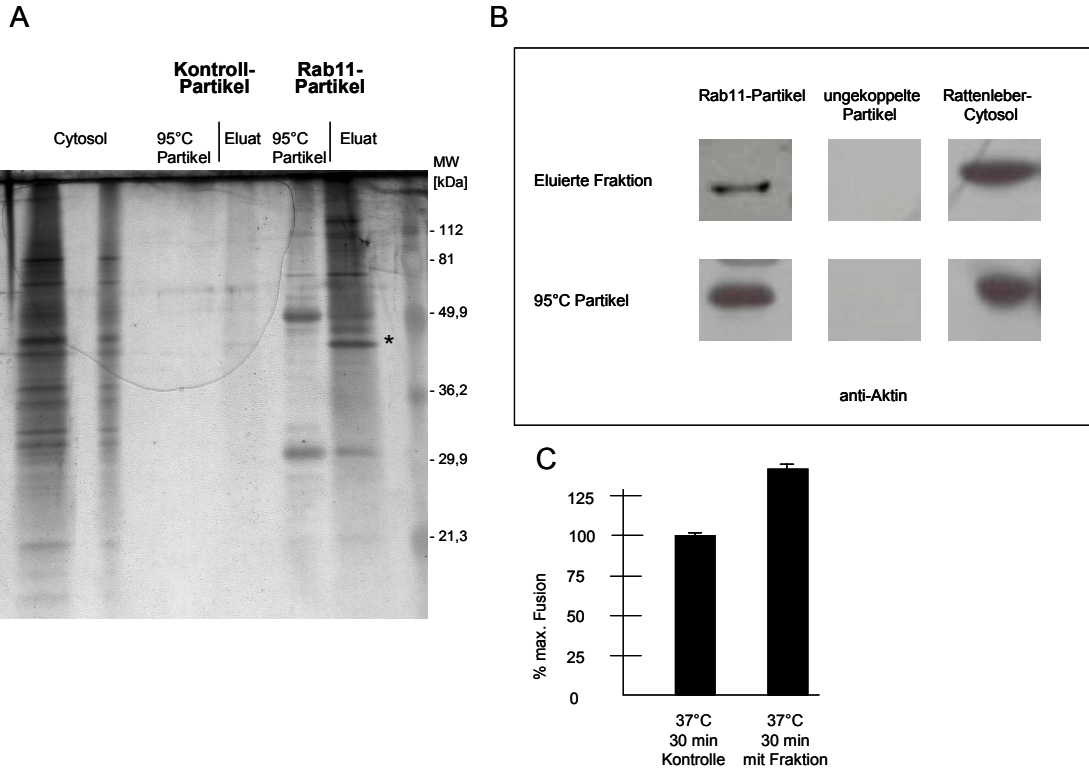 A
Kontroll-
Partikel
Rab11-
Partikel
Cytosol
95°C
Partikel
Eluat
95°C
Partikel
Eluat
MW
[kDa]
- 112
- 81
- 49,9
*
- 36,2
- 29,9
- 21,3
B
Rab11-Partikel
ungekoppelte
Partikel
Rattenleber-
Cytosol
Eluierte Fraktion
95°C Partikel
anti-Aktin
C
% max. Fusion
125
100
75
50
25
0
37°C
30 min
Kontrolle
37°C
30 min
mit Fraktion